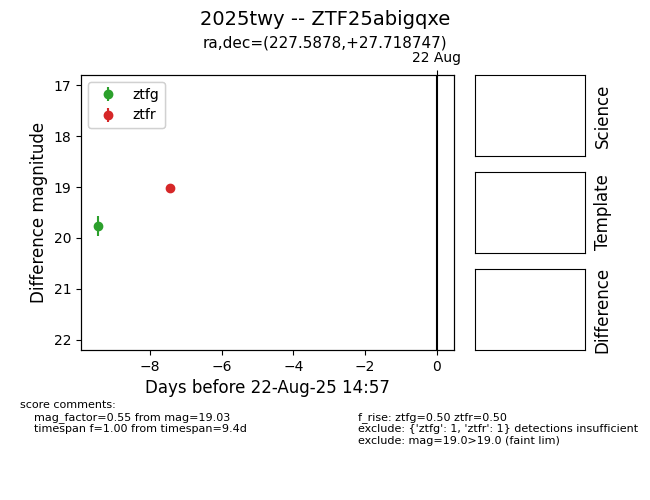 2025twy -- ZTF25abigqxe
ra,dec=(227.5878,+27.718747)
22 Aug
ztfg
ztfr
17
18
19
20
21
22
Difference magnitude
−8
−6
−4
−2
0
Days before 22-Aug-25 14:57
Science
Template
Difference
score comments:
mag_factor=0.55 from mag=19.03
timespan f=1.00 from timespan=9.4d
f_rise: ztfg=0.50 ztfr=0.50
exclude: {'ztfg': 1, 'ztfr': 1} detections insufficient
exclude: mag=19.0>19.0 (faint lim)